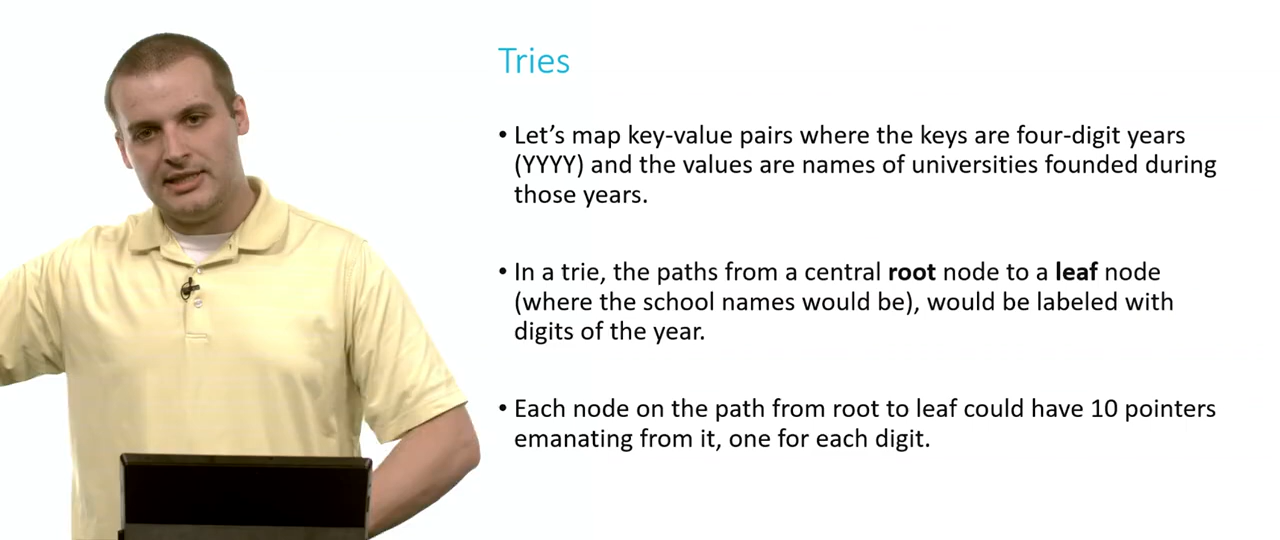 Tries
• Let's map key-value pairs where the keys are four-digit years
(YYYY) and the values are names of universities founded during
those years.
• In a trie, the paths from a central root node to a leaf node
(where the school names would be), would be labeled with
digits of the year.
• Each node on the path from root to leaf could have 10 pointers
emanating from it, one for each digit.